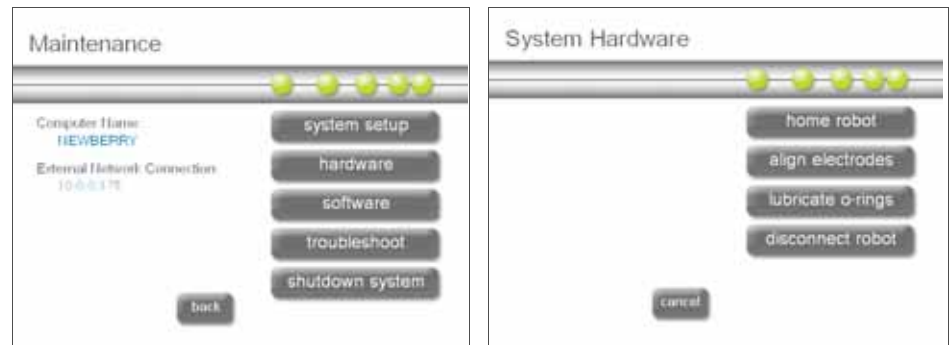 Maintenance
Computer Name
NEWBERRY
External Network Connection
system setup
hardware
software
troubleshoot
shutdown system
back
System Hardware
home robot
align electrodes
lubricate o-rings
disconnect robot
cancel